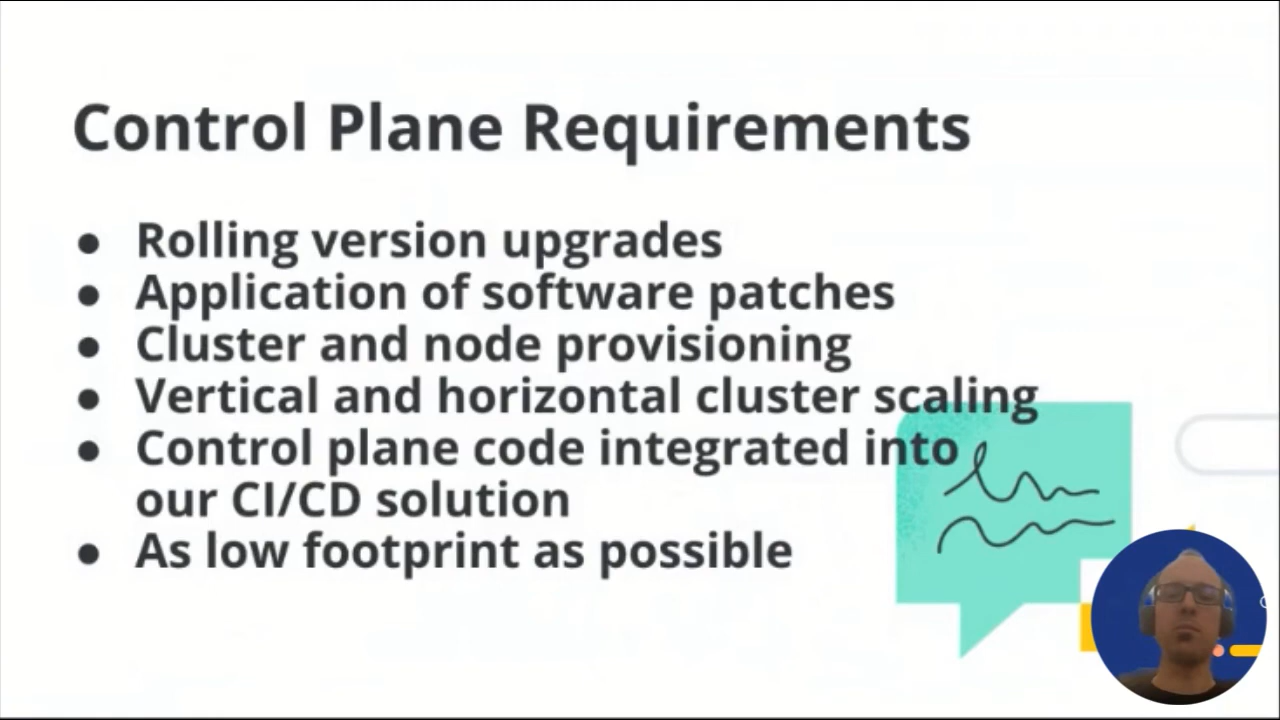 Control Plane Requirements
● Rolling version upgrades
● Application of software patches
● Cluster and node provisioning
● Vertical and horizontal cluster scaling
● Control plane code integrated into
our CI/CD solution
● As low footprint as possible